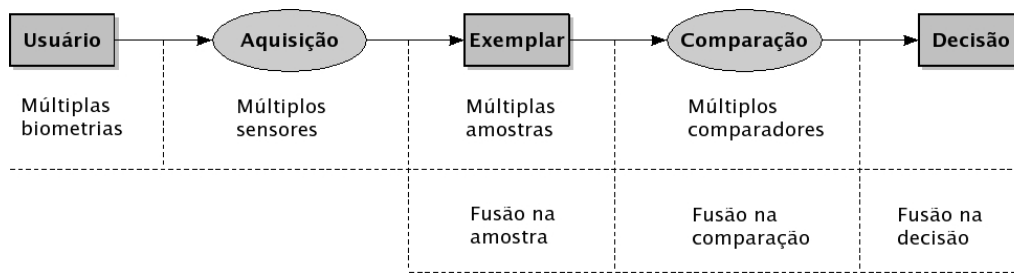 Usuário
Aquisição
Exemplar
Comparação
Decisão
Múltiplas
biometrias
Múltiplos
sensores
Múltiplas
amostras
Múltiplos
comparadores
Fusão na
amostra
Fusão na
comparação
Fusão na
decisão